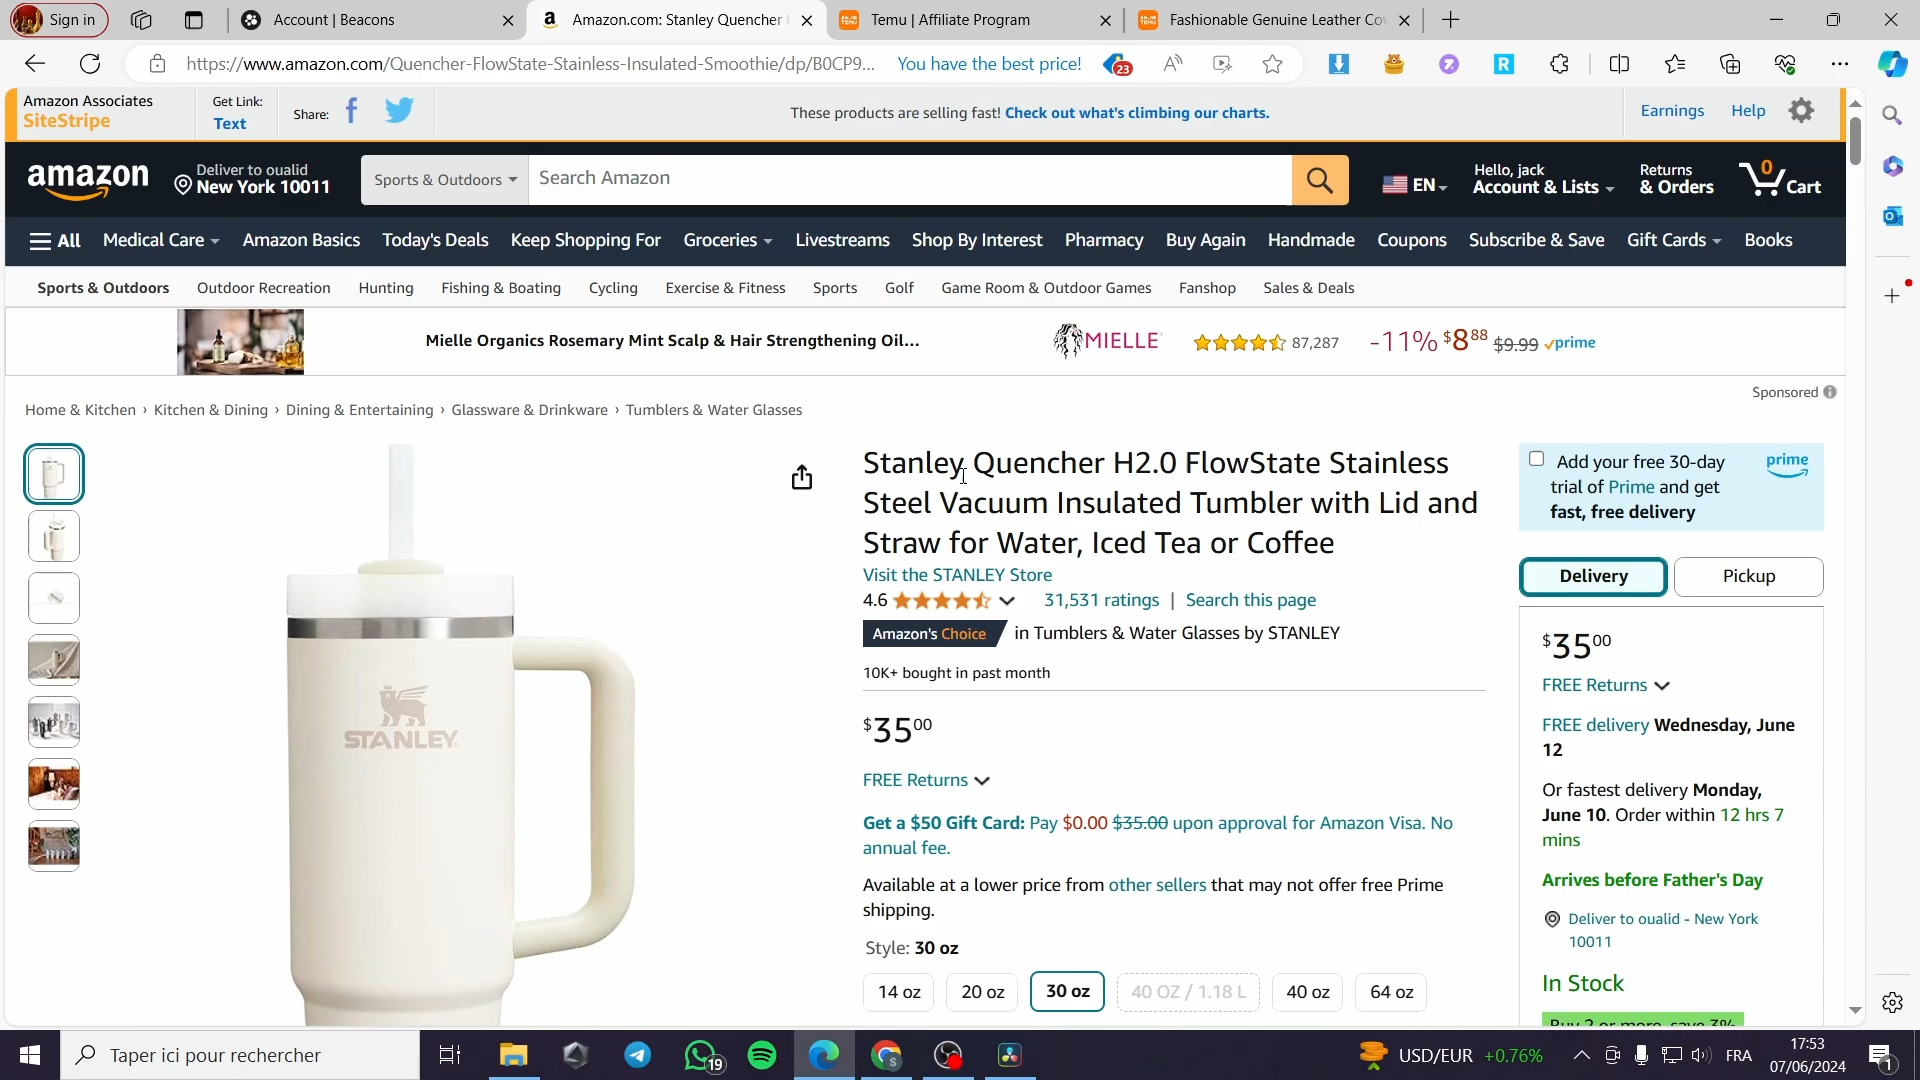 Sign in
Account | Beacons
Amazon.com: Stanley Quencher
Temu | Affiliate Program
Fashionable Genuine Leather Co
https://www.amazon.com/Quencher-FlowState-Stainless-Insulated-Smoothie/dp/B0CP9...
You have the best price!
23
Amazon Associates
SiteStripe
Get Link:
Text
Share:
These products are selling fast! Check out what's climbing our charts.
Earnings
Help
amazon
Deliver to oualid
New York 10011
Sports & Outdoors
Search Amazon
EN
Hello, jack
Account & Lists
Returns
& Orders
0
Cart
All
Medical Care
Amazon Basics
Today's Deals
Keep Shopping For
Groceries
Livestreams
Shop By Interest
Pharmacy
Buy Again
Handmade
Coupons
Subscribe & Save
Gift Cards
Books
Sports & Outdoors
Outdoor Recreation
Hunting
Fishing & Boating
Cycling
Exercise & Fitness
Sports
Golf
Game Room & Outdoor Games
Fanshop
Sales & Deals
Mielle Organics Rosemary Mint Scalp & Hair Strengthening Oil...
MIELLE
87,287
-11% $8⁸⁸ $9.99 prime
Sponsored
Home & Kitchen › Kitchen & Dining › Dining & Entertaining › Glassware & Drinkware › Tumblers & Water Glasses
STANLEY
Stanley Quencher H2.0 FlowState Stainless
Steel Vacuum Insulated Tumbler with Lid and
Straw for Water, Iced Tea or Coffee
Visit the STANLEY Store
4.6
31,531 ratings | Search this page
Amazon's Choice in Tumblers & Water Glasses by STANLEY
10K+ bought in past month
$35⁰⁰
FREE Returns
Get a $50 Gift Card: Pay $0.00 $35.00 upon approval for Amazon Visa. No
annual fee.
Available at a lower price from other sellers that may not offer free Prime
shipping.
Style: 30 oz
14 oz
20 oz
30 oz
40 OZ / 1.18 L
40 oz
64 oz
Add your free 30-day
trial of Prime and get
fast, free delivery
prime
Delivery
Pickup
$35⁰⁰
FREE Returns
FREE delivery Wednesday, June
12
Or fastest delivery Monday,
June 10. Order within 12 hrs 7
mins
Arrives before Father's Day
Deliver to oualid - New York
10011
In Stock
Buy 2 or more, save 3%
Taper ici pour rechercher
19
USD/EUR +0.76%
FRA
17:53
07/06/2024
1